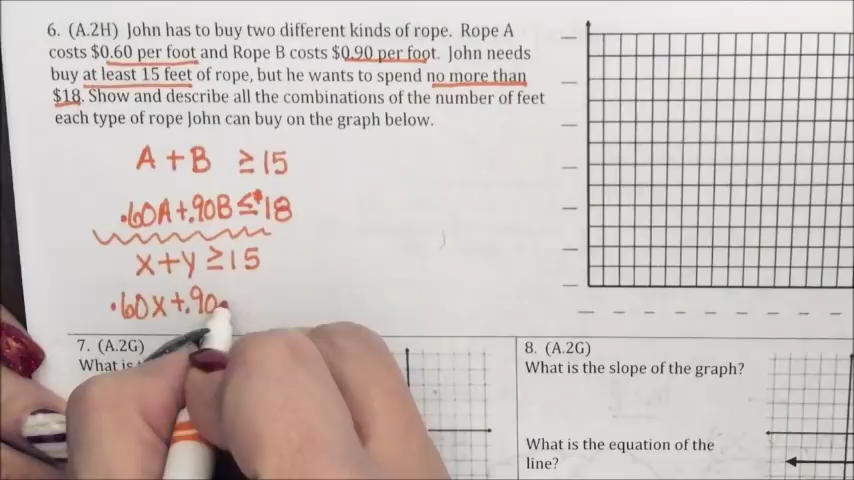 6. (A.2H) John has to buy two different kinds of rope. Rope A
costs $0.60 per foot and Rope B costs $0.90 per foot. John needs
buy at least 15 feet of rope, but he wants to spend no more than
$18. Show and describe all the combinations of the number of feet
each type of rope John can buy on the graph below.
A + B ≥ 15
.60A+.90B ≤ 18
x+y ≥ 15
.60x+.90
7. (A.2G)
What is
8. (A.2G)
What is the slope of the graph?
What is the equation of the
line?